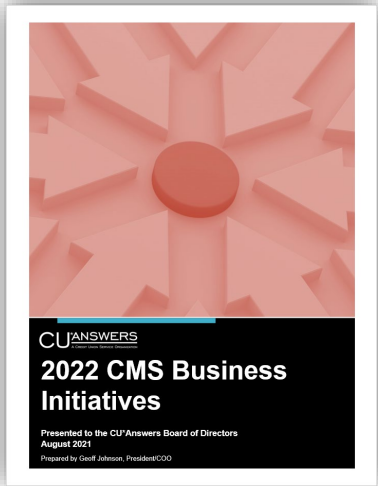 CU*ANSWERS
A CREDIT UNION SERVICE ORGANIZATION
2022 CMS Business
Initiatives
Presented to the CU*Answers Board of Directors
August 2021
Prepared by Geoff Johnson, President/COO